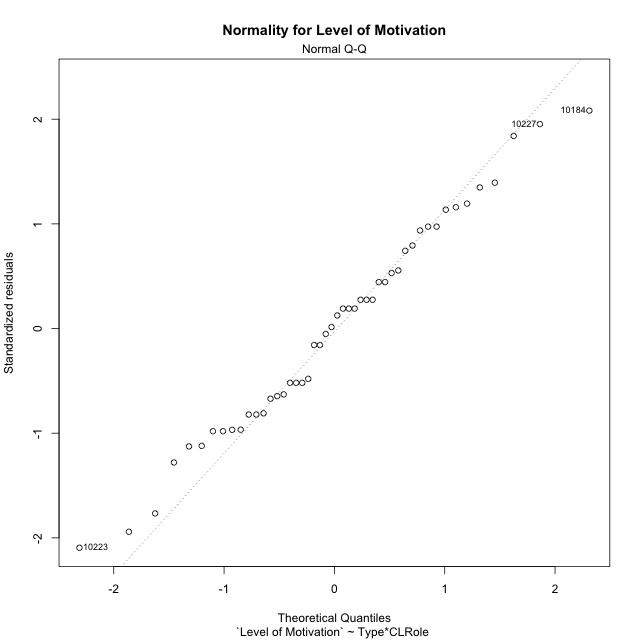 Normality for Level of Motivation
Normal Q-Q
10184
10227
2
1
0
-1
-2
Standardized residuals
10223
-2 -1 0 1 2
Theoretical Quantiles
`Level of Motivation` ~ Type*CLRole